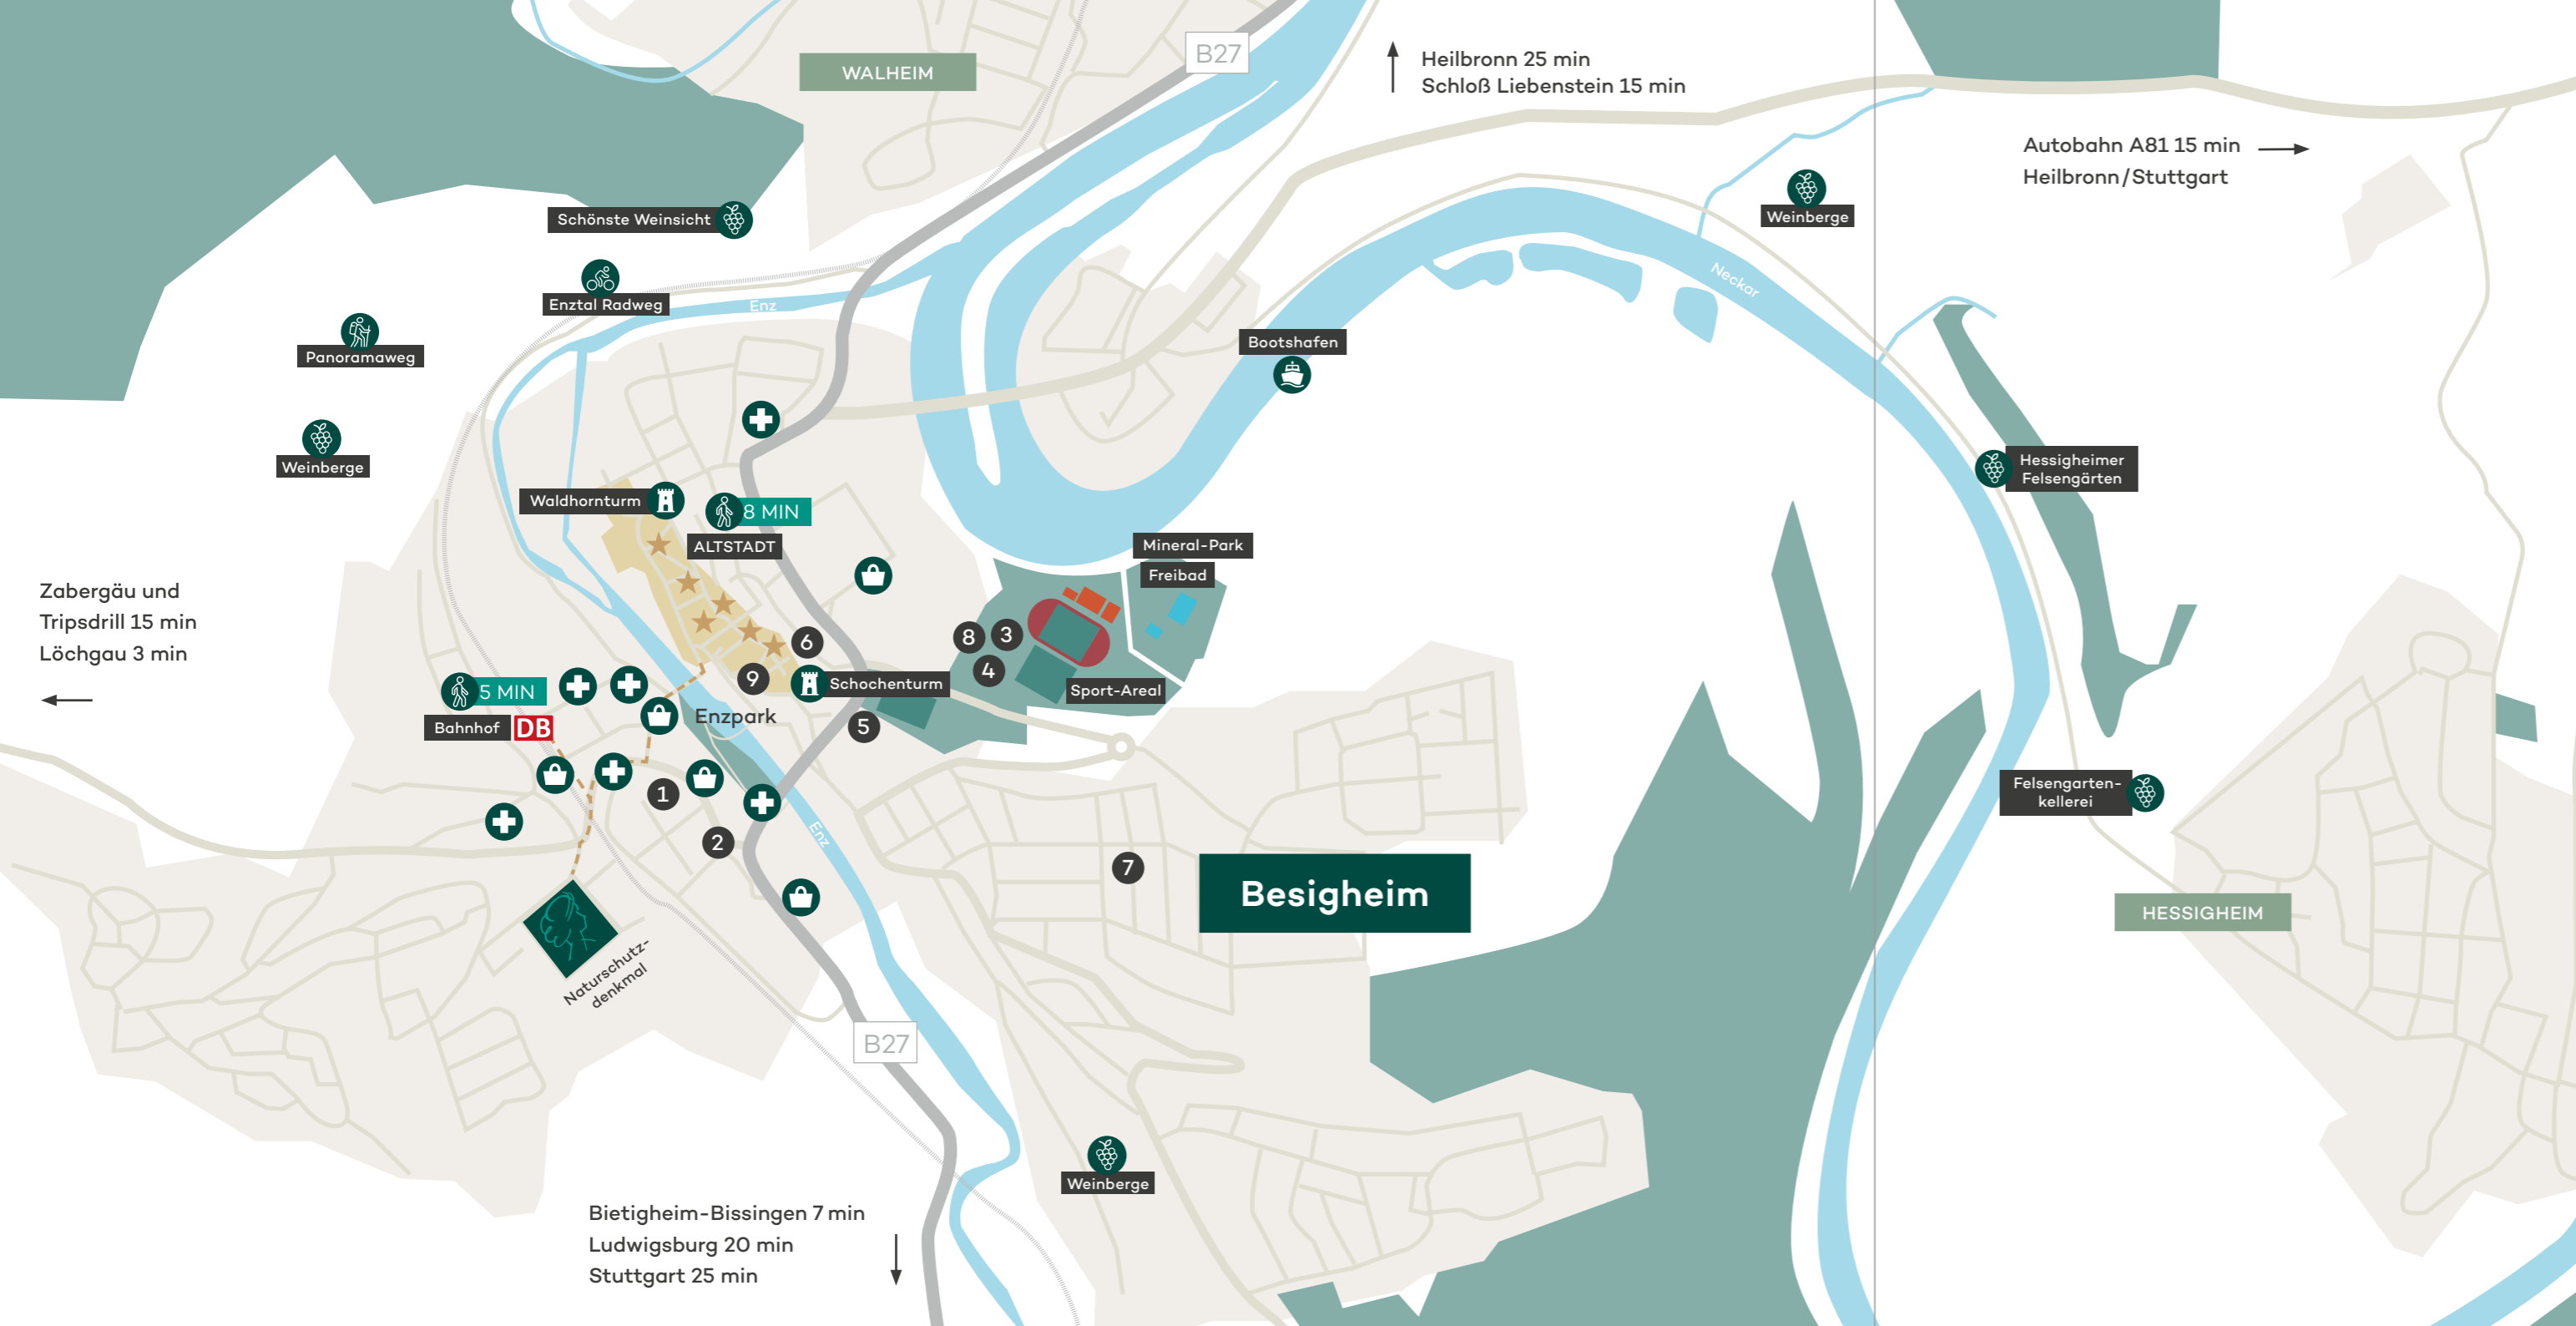 B27
WALHEIM
Heilbronn 25 min
Schloß Liebenstein 15 min
Autobahn A81 15 min
Heilbronn/Stuttgart
Weinberge
Schönste Weinsicht
Neckar
Enztal Radweg
Enz
Panoramaweg
Bootshafen
Weinberge
Hessigheimer
Felsengärten
Waldhornturm
8 MIN
ALTSTADT
Mineral-Park
Freibad
Zabergäu und
Tripsdrill 15 min
Löchgau 3 min
6
8
3
4
9
Schochenturm
Sport-Areal
5 MIN
Bahnhof DB
Enzpark
5
Felsengarten-
kellerei
1
2
Enz
7
Besigheim
HESSIGHEIM
Naturschutz-
denkmal
B27
Weinberge
Bietigheim-Bissingen 7 min
Ludwigsburg 20 min
Stuttgart 25 min